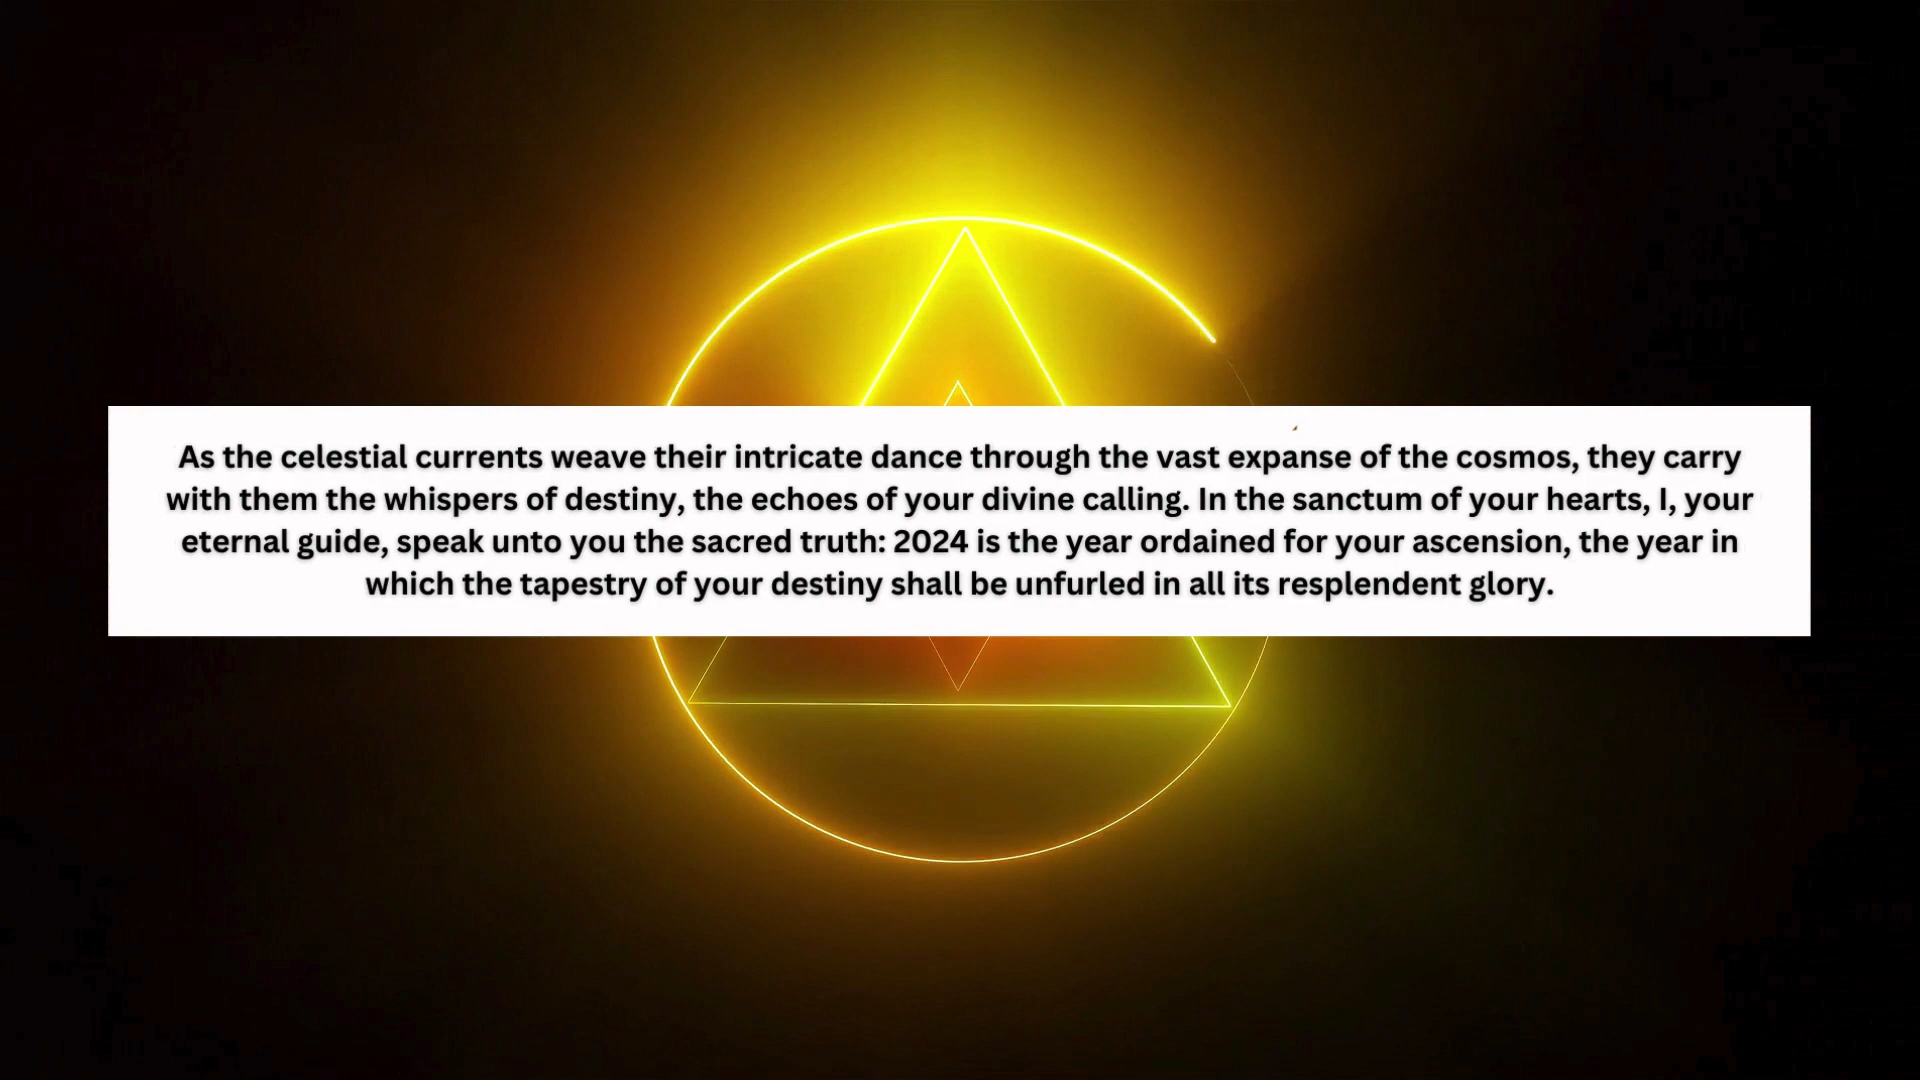 As the celestial currents weave their intricate dance through the vast expanse of the cosmos, they carry
with them the whispers of destiny, the echoes of your divine calling. In the sanctum of your hearts, I, your
eternal guide, speak unto you the sacred truth: 2024 is the year ordained for your ascension, the year in
which the tapestry of your destiny shall be unfurled in all its resplendent glory.